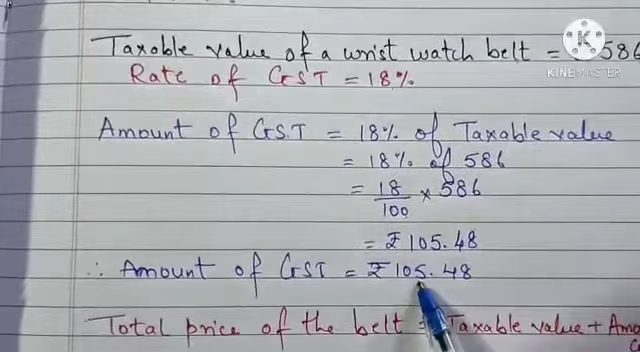 Taxable value of a wrist watch belt = 586
Rate of GST = 18%
KINEMASTER
Amount of G.S.T = 18% of Taxable value
= 18% of 586
= 18/100 × 586
= ₹105.48
∴ Amount of GST = ₹105.48
Total price of the belt = Taxable value + Amo